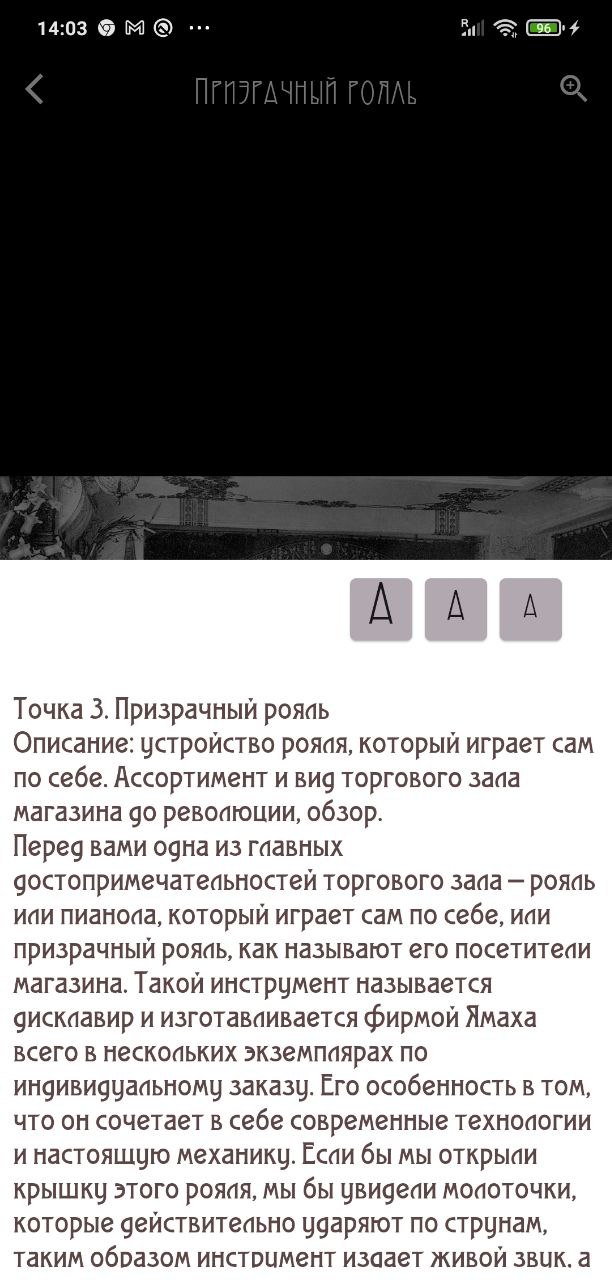 14:03
R
96
Призрачный рояль
А А А
Точка 3. Призрачный рояль
Описание: устройство рояля, который играет сам
по себе. Ассортимент и вид торгового зала
магазина до революции, обзор.
Перед вами одна из главных
достопримечательностей торгового зала – рояль
или пианола, который играет сам по себе, или
призрачный рояль, как называют его посетители
магазина. Такой инструмент называется
дисклавир и изготавливается фирмой Ямаха
всего в нескольких экземплярах по
индивидуальному заказу. Его особенность в том,
что он сочетает в себе современные технологии
и настоящую механику. Если бы мы открыли
крышку этого рояля, мы бы увидели молоточки,
которые действительно ударяют по струнам,
таким образом инструмент издает живой звук, а